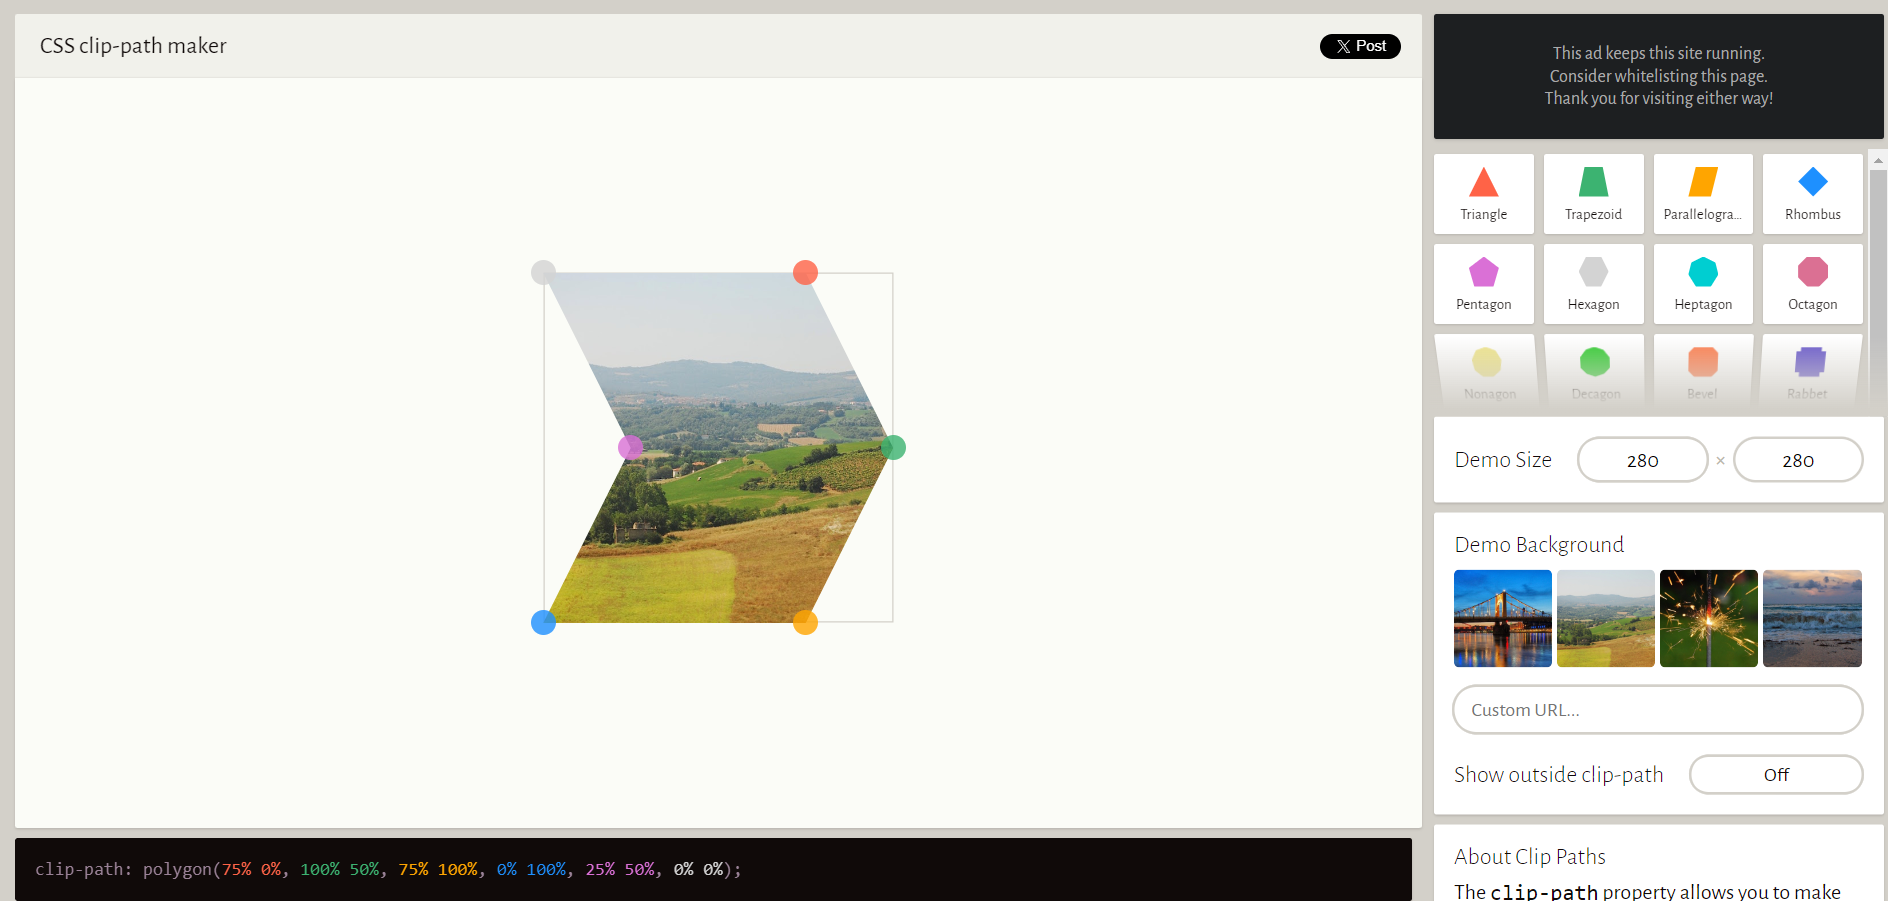 CSS clip-path maker
Post
This ad keeps this site running.
Consider whitelisting this page.
Thank you for visiting either way!
Triangle
Trapezoid
Parallelogra...
Rhombus
Pentagon
Hexagon
Heptagon
Octagon
Nonagon
Decagon
Bevel
Rabbet
Demo Size
280 × 280
Demo Background
Custom URL...
Show outside clip-path
Off
clip-path: polygon(75% 0%, 100% 50%, 75% 100%, 0% 100%, 25% 50%, 0% 0%);
About Clip Paths
The clip-path property allows you to make